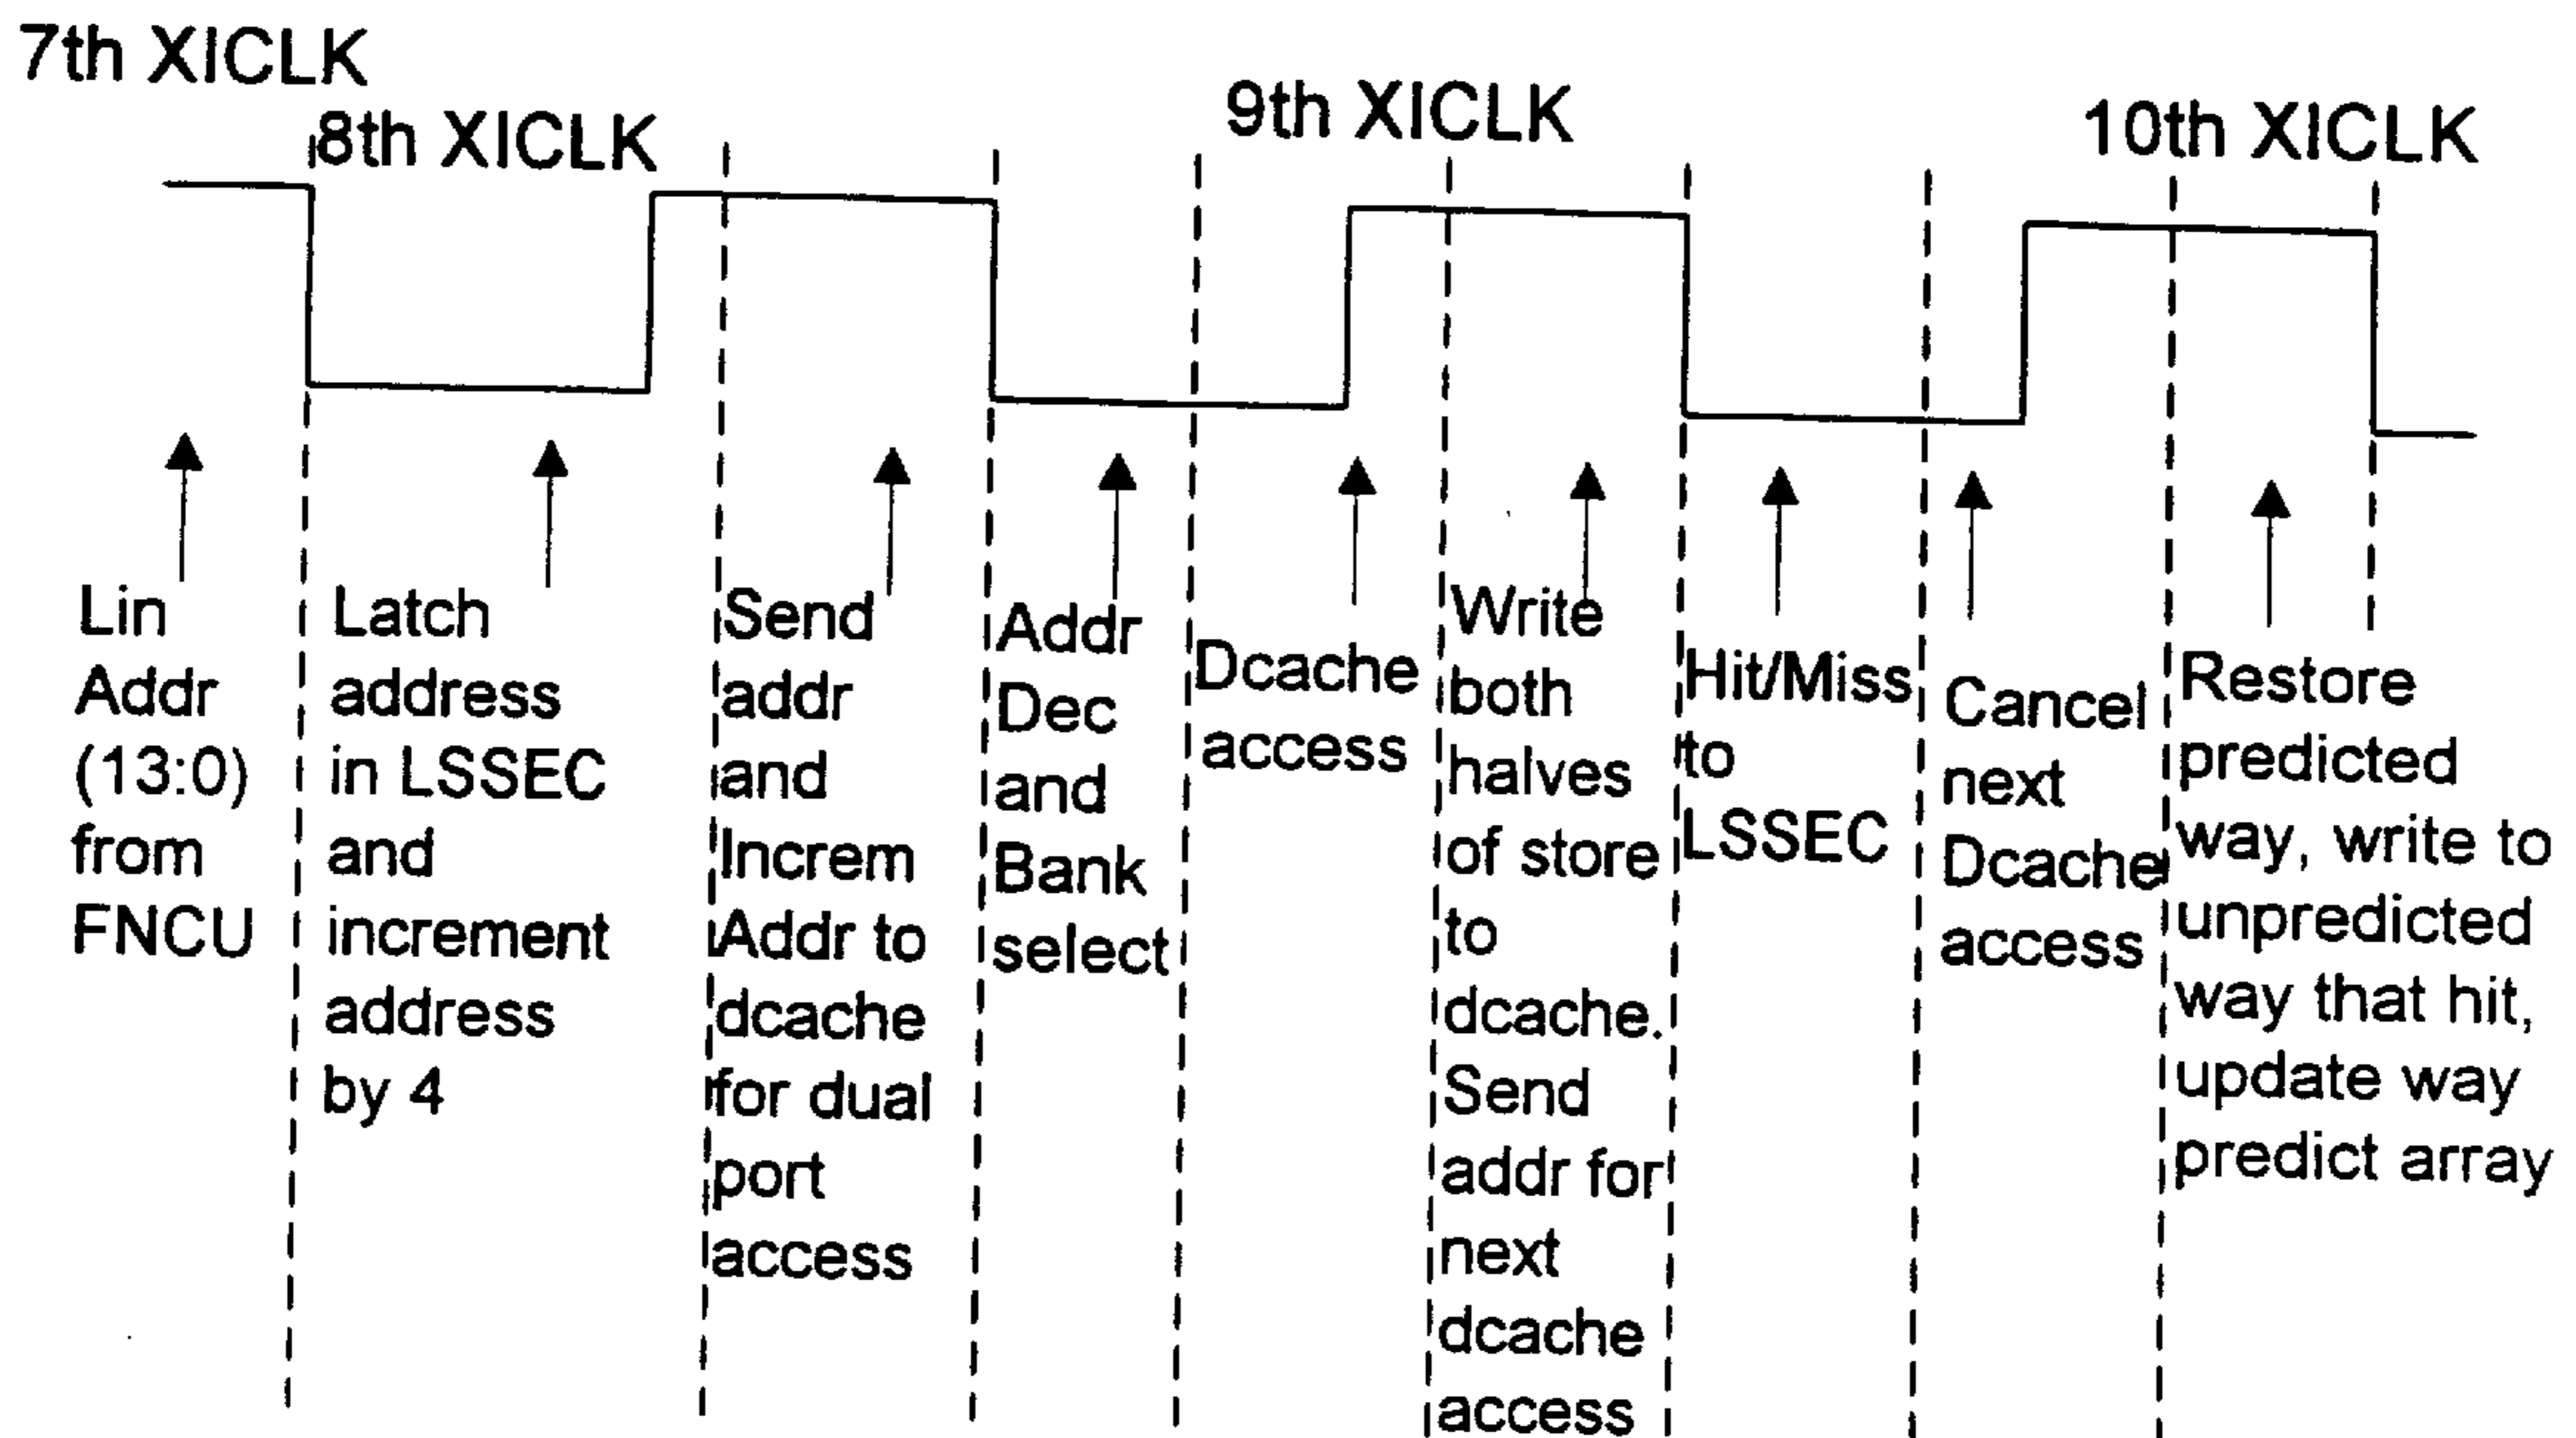 7th XICLK
8th XICLK
9th XICLK
10th XICLK
Lin
Addr
(13:0)
from
FNCU
Latch
address
in LSSEC
and
increment
address
by 4
Send
addr
and
Increm
Addr to
dcache
for dual
port
access
Addr
Dec
and
Bank
select
Dcache
access
Write
both
halves
of store
to
dcache.
Send
addr for
next
dcache
access
Hit/Miss
to
LSSEC
Cancel
next
Dcache
access
Restore
predicted
way, write to
unpredicted
way that hit,
update way
predict array